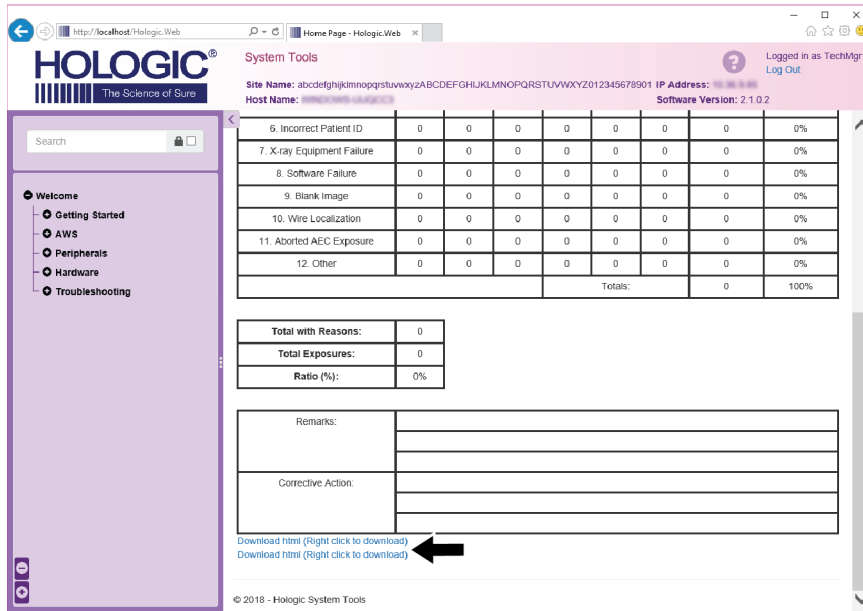 http://localhost/Hologic.Web
Home Page - Hologic.Web
HOLOGIC®
The Science of Sure
System Tools
Logged in as TechMgr
Log Out
Site Name: abcdefghijklmnopqrstuvwxyzABCDEFGHIJKLMNOPQRSTUVWXYZ012345678901 IP Address:
Host Name: Software Version: 2.1.0.2
Search
Welcome
Getting Started
AWS
Peripherals
Hardware
Troubleshooting
6. Incorrect Patient ID 0 0 0 0 0 0 0 0%
7. X-ray Equipment Failure 0 0 0 0 0 0 0 0%
8. Software Failure 0 0 0 0 0 0 0 0%
9. Blank Image 0 0 0 0 0 0 0 0%
10. Wire Localization 0 0 0 0 0 0 0 0%
11. Aborted AEC Exposure 0 0 0 0 0 0 0 0%
12. Other 0 0 0 0 0 0 0 0%
Totals: 0 100%
Total with Reasons: 0
Total Exposures: 0
Ratio (%): 0%
Remarks:
Corrective Action:
Download html (Right click to download)
Download html (Right click to download)
© 2018 - Hologic System Tools